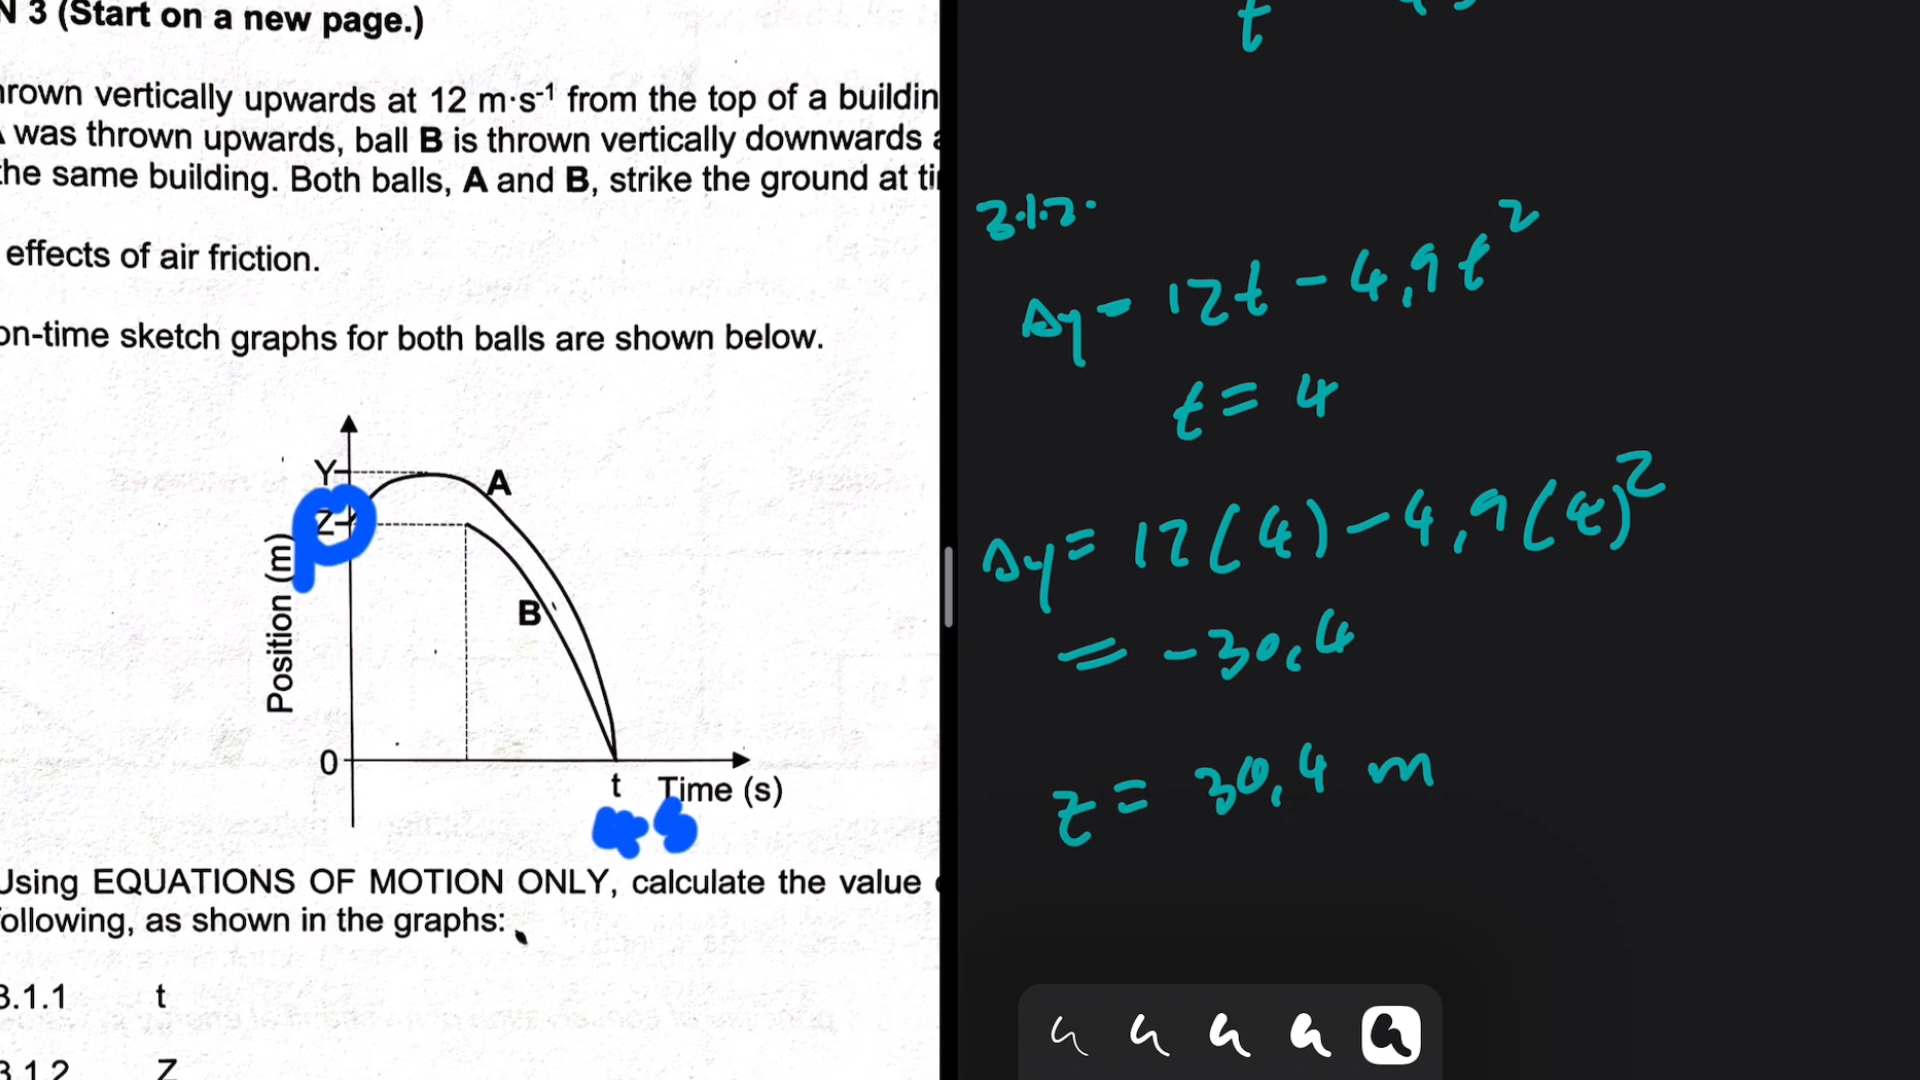 N 3 (Start on a new page.)
rown vertically upwards at 12 m·s⁻¹ from the top of a buildin
A was thrown upwards, ball B is thrown vertically downwards a
the same building. Both balls, A and B, strike the ground at ti
effects of air friction.
on-time sketch graphs for both balls are shown below.
Y
A
Z
Position (m)
B
0
t Time (s)
4s
Using EQUATIONS OF MOTION ONLY, calculate the value
following, as shown in the graphs:
3.1.1 t
3.1.2 Z
t
3.1.2.
Δy = 12t - 4,9t²
t = 4
Δy = 12(4) - 4,9(4)²
= -30,4
z = 30,4 m